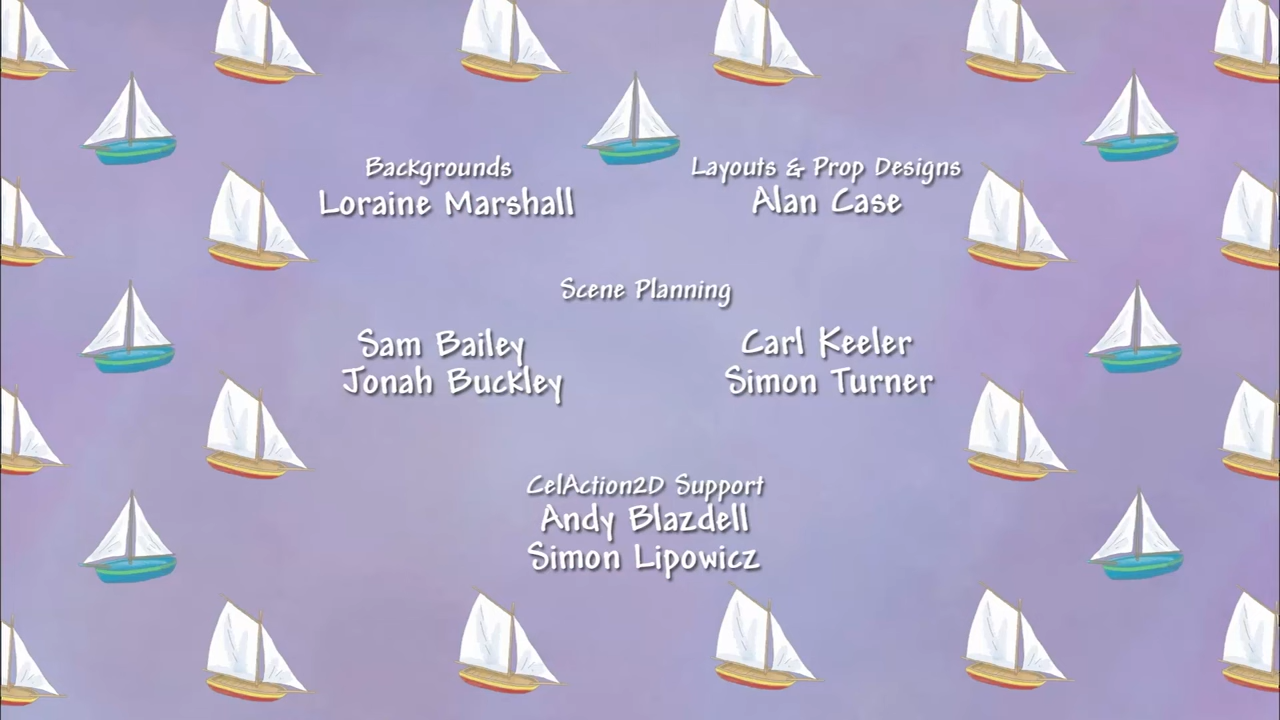 Backgrounds
Loraine Marshall
Layouts & Prop Designs
Alan Case
Scene Planning
Sam Bailey
Jonah Buckley
Carl Keeler
Simon Turner
CelAction2D Support
Andy Blazdell
Simon Lipowicz